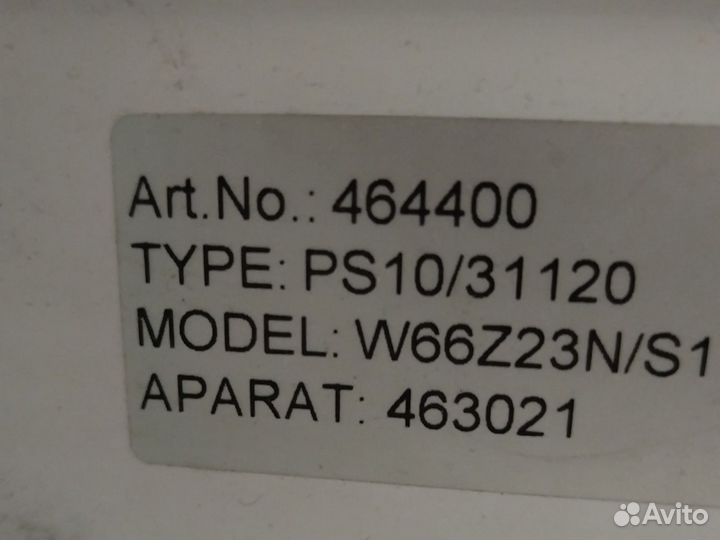 Art.No.: 464400
TYPE: PS10/31120
MODEL: W66Z23N/S1
APARAT: 463021
Avito